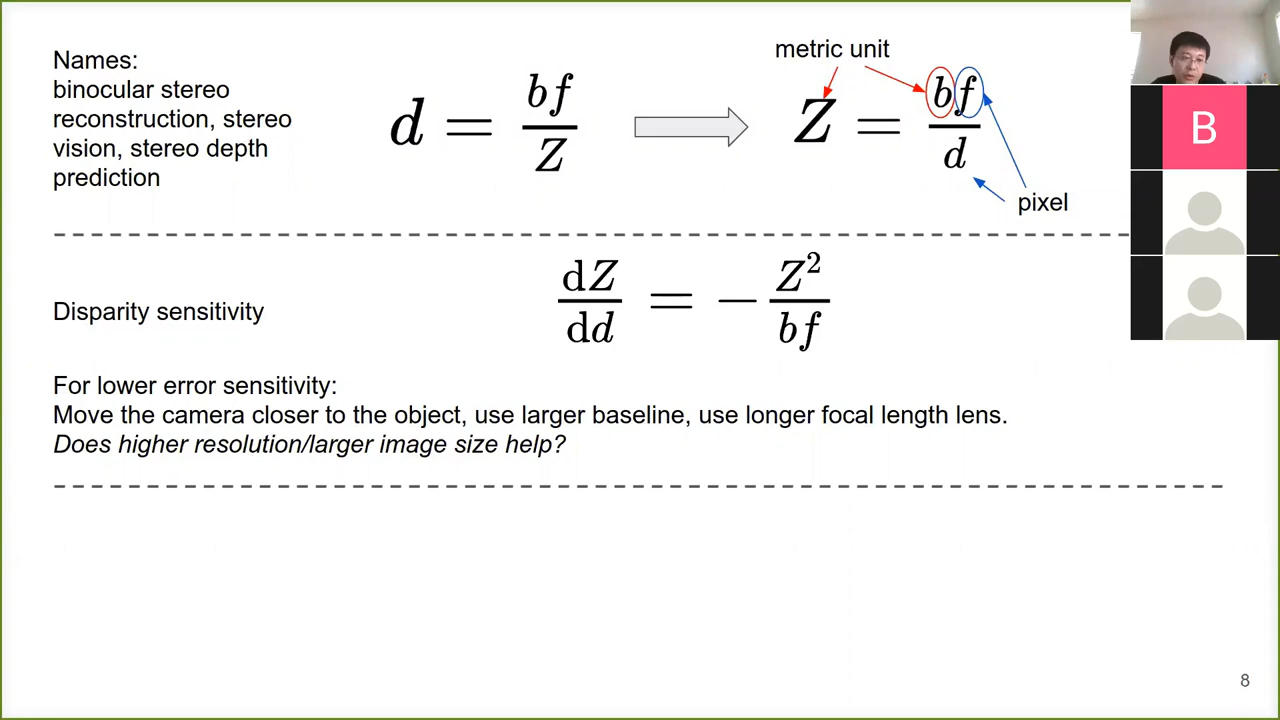 Names:
binocular stereo
reconstruction, stereo
vision, stereo depth
prediction
d = bf/Z
metric unit
Z = bf/d
pixel
Disparity sensitivity
dZ/dd = −Z²/bf
For lower error sensitivity:
Move the camera closer to the object, use larger baseline, use longer focal length lens.
Does higher resolution/larger image size help?
B
8